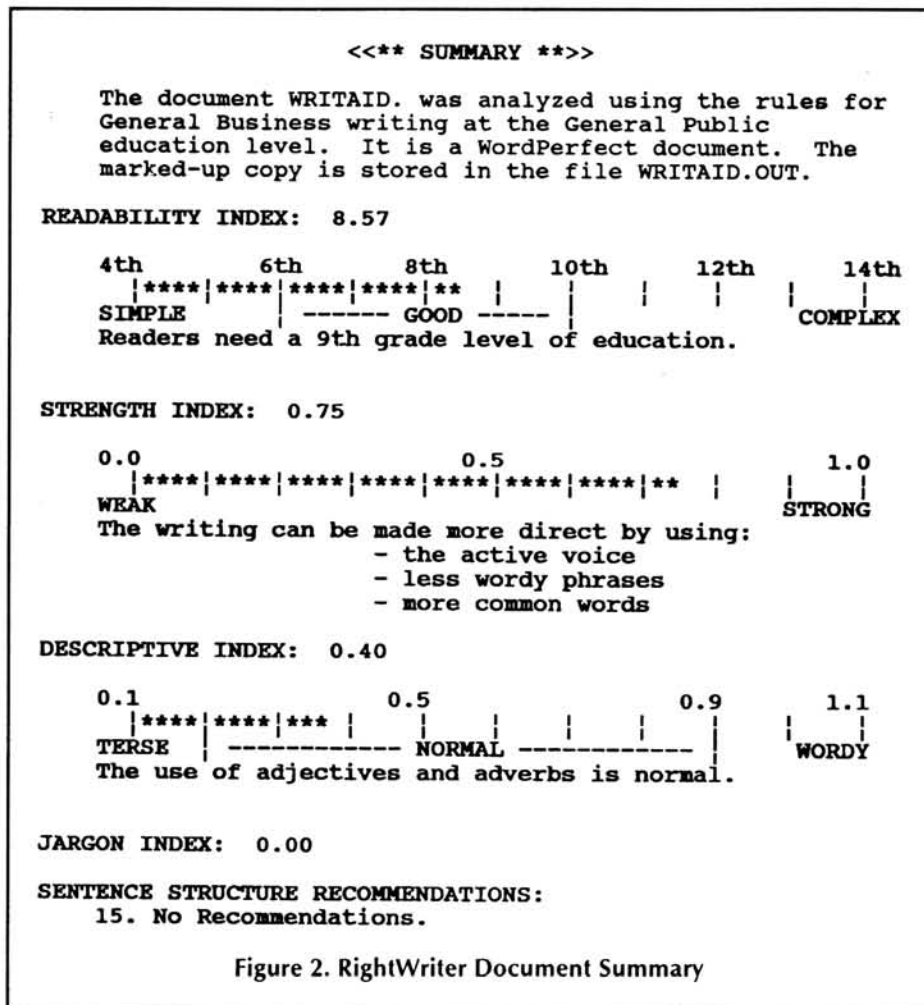 <<** SUMMARY **>>
The document WRITAID. was analyzed using the rules for
General Business writing at the General Public
education level.  It is a WordPerfect document.  The
marked-up copy is stored in the file WRITAID.OUT.
READABILITY INDEX:  8.57
4th 6th 8th 10th 12th 14th
|****|****|****|****|** | | | | | |
SIMPLE | ------ GOOD ----- | COMPLEX
Readers need a 9th grade level of education.
STRENGTH INDEX:  0.75
0.0 0.5 1.0
|****|****|****|****|****|****|****|** | | |
WEAK STRONG
The writing can be made more direct by using:
- the active voice
- less wordy phrases
- more common words
DESCRIPTIVE INDEX:  0.40
0.1 0.5 0.9 1.1
|****|****|*** | | | | | | | |
TERSE | ------------ NORMAL ------------ | WORDY
The use of adjectives and adverbs is normal.
JARGON INDEX:  0.00
SENTENCE STRUCTURE RECOMMENDATIONS:
15. No Recommendations.
Figure 2. RightWriter Document Summary